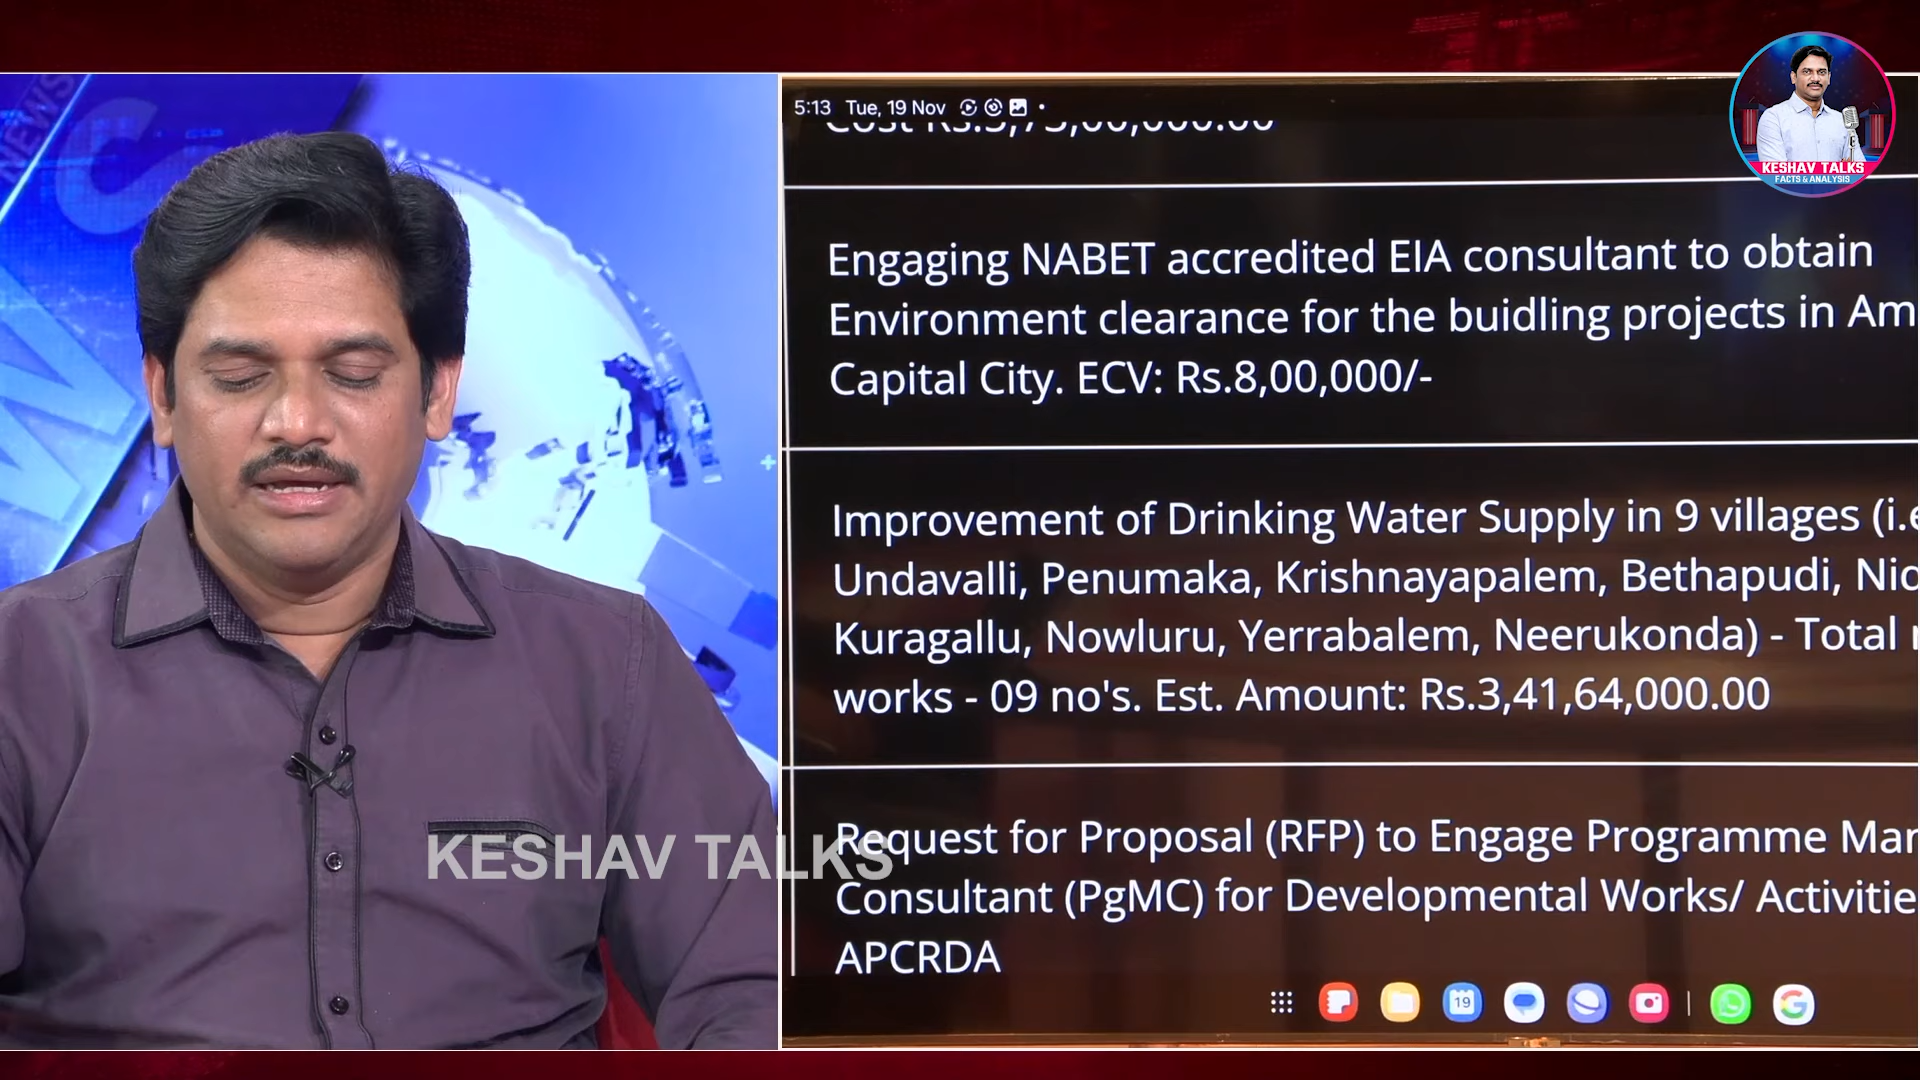 NEWS
5:13 Tue, 19 Nov
KESHAV TALKS
FACTS & ANALYSIS
Engaging NABET accredited EIA consultant to obtain
Environment clearance for the buidling projects in Am
Capital City. ECV: Rs.8,00,000/-
Improvement of Drinking Water Supply in 9 villages (i.e
Undavalli, Penumaka, Krishnayapalem, Bethapudi, Nid
Kuragallu, Nowluru, Yerrabalem, Neerukonda) - Total
works - 09 no's. Est. Amount: Rs.3,41,64,000.00
Request for Proposal (RFP) to Engage Programme Man
Consultant (PgMC) for Developmental Works/ Activitie
APCRDA
KESHAV TALKS
19